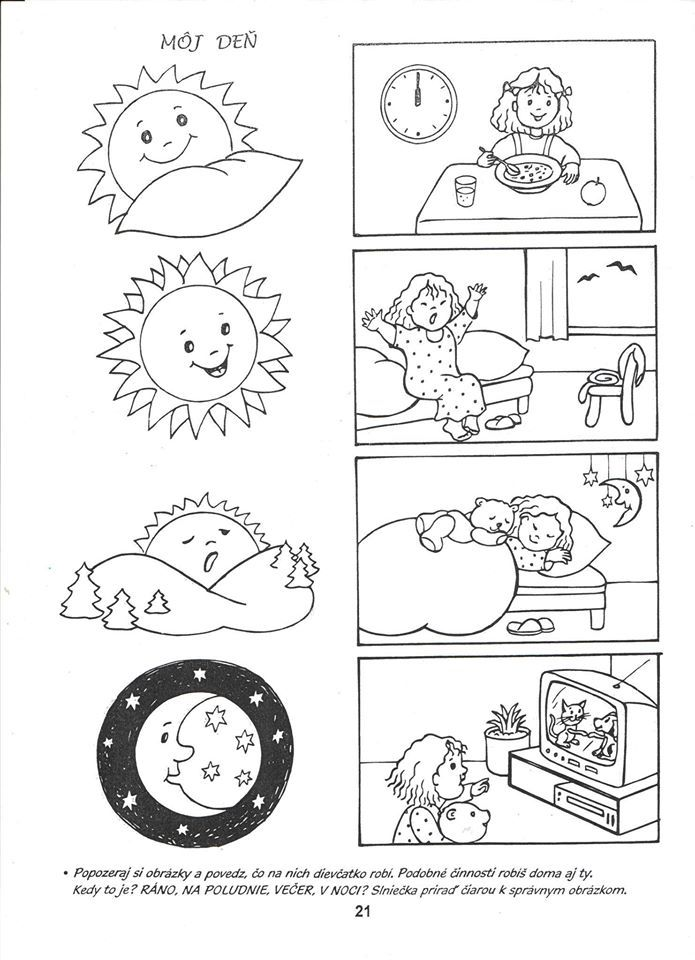 MÔJ DEŇ
• Popozeraj si obrázky a povedz, čo na nich dievčatko robí. Podobné činnosti robíš doma aj ty.
Kedy to je? RÁNO, NA POLUDNIE, VEČER, V NOCI? Slniečka priraď čiarou k správnym obrázkom.
21